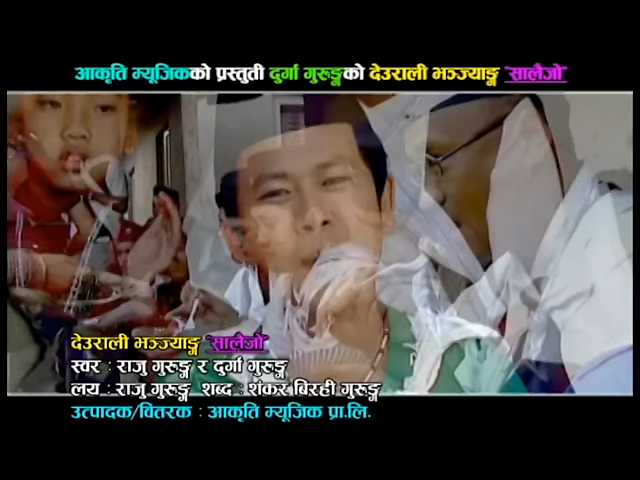 आकृति म्यूजिकको प्रस्तुती दुर्गा गुरुङ्गको देउराली भञ्ज्याङ्ग "सालैजो"
देउराली भञ्ज्याङ्ग "सालैजो"
स्वर : राजु गुरुङ्ग र दुर्गा गुरुङ्ग
लय : राजु गुरुङ्ग शब्द : शंकर बिरही गुरुङ्ग
उत्पादक/वितरक : आकृति म्यूजिक प्रा.लि.